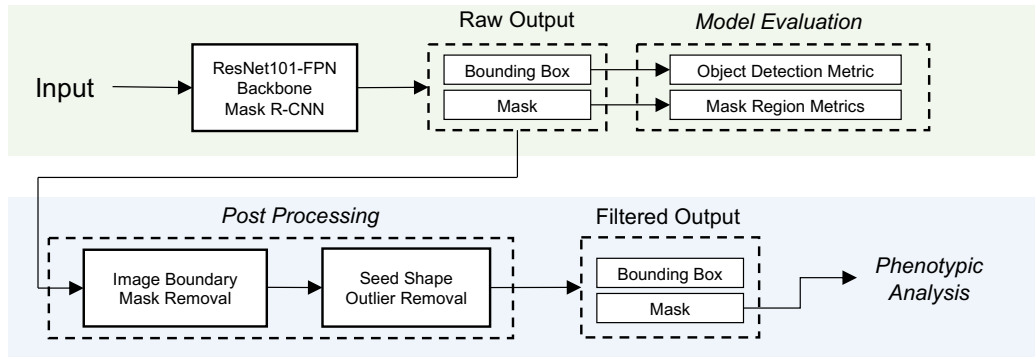 Raw Output
Model Evaluation
Input
ResNet101-FPN
Backbone
Mask R-CNN
Bounding Box
Mask
Object Detection Metric
Mask Region Metrics
Post Processing
Filtered Output
Image Boundary
Mask Removal
Seed Shape
Outlier Removal
Bounding Box
Mask
Phenotypic
Analysis